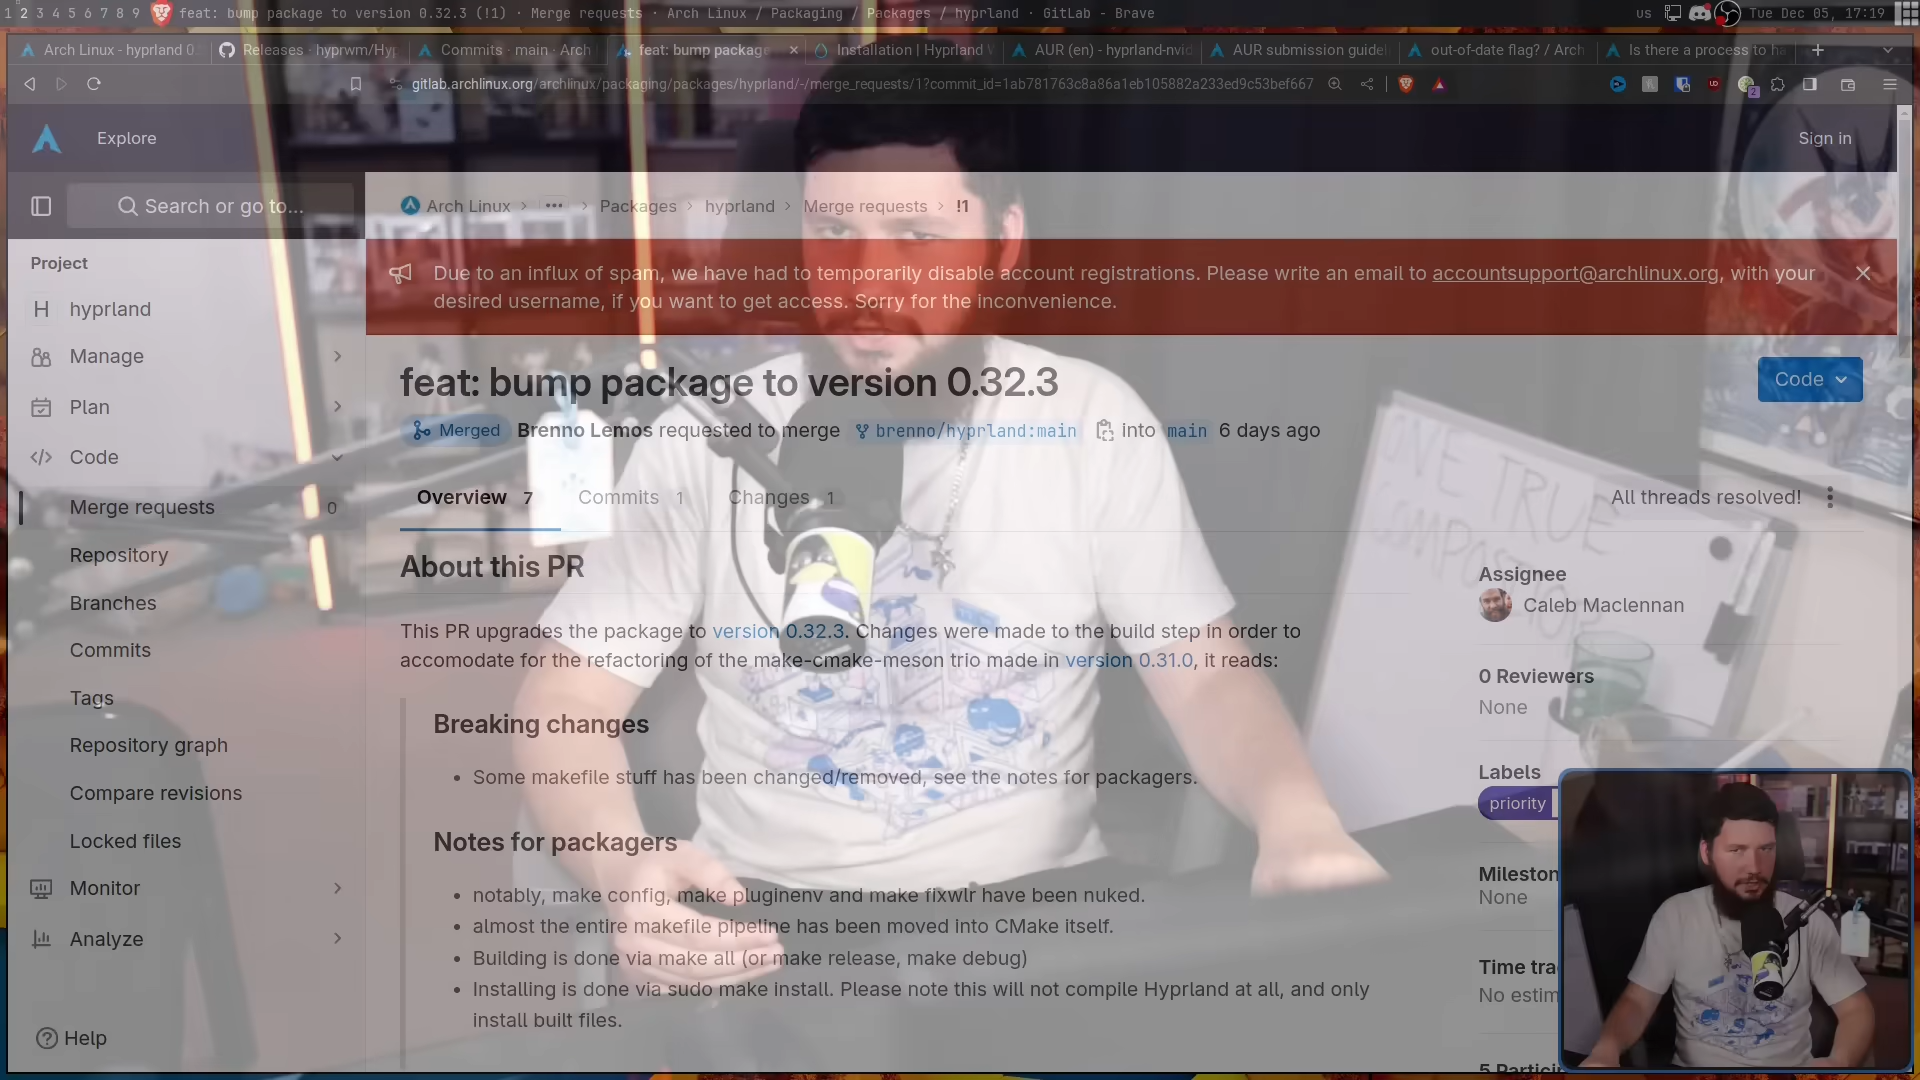 1 2 3 4 5 6 7 8 9 feat: bump package to version 0.32.3 (!1) · Merge requests · Arch Linux / Packaging / Packages / hyprland · GitLab - Brave us Tue Dec 05, 17:19
Arch Linux - hyprland 0 Releases · hyprwm/Hyp Commits · main · Arch feat: bump package Installation | Hyprland W AUR (en) - hyprland-nvid AUR submission guidel out-of-date flag? / Arch Is there a process to ha
gitlab.archlinux.org/archlinux/packaging/packages/hyprland/-/merge_requests/1?commit_id=1ab781763c8a86a1eb105882a233ed9c53bef667
2
Explore
Sign in
Search or go to...
Arch Linux > ... > Packages > hyprland > Merge requests > !1
Due to an influx of spam, we have had to temporarily disable account registrations. Please write an email to accountsupport@archlinux.org, with your
desired username, if you want to get access. Sorry for the inconvenience.
Project
H hyprland
Manage
Plan
Code
Merge requests 0
Repository
Branches
Commits
Tags
Repository graph
Compare revisions
Locked files
Monitor
Analyze
Help
feat: bump package to version 0.32.3
Code
Merged Brenno Lemos requested to merge brenno/hyprland:main into main 6 days ago
Overview 7 Commits 1 Changes 1
All threads resolved!
About this PR
This PR upgrades the package to version 0.32.3. Changes were made to the build step in order to
accomodate for the refactoring of the make-cmake-meson trio made in version 0.31.0, it reads:
Breaking changes
• Some makefile stuff has been changed/removed, see the notes for packagers.
Notes for packagers
• notably, make config, make pluginenv and make fixwlr have been nuked.
• almost the entire makefile pipeline has been moved into CMake itself.
• Building is done via make all (or make release, make debug)
• Installing is done via sudo make install. Please note this will not compile Hyprland at all, and only
install built files.
Assignee
Caleb Maclennan
0 Reviewers
None
Labels
priority
Mileston
None
Time tra
No estim
5 Partici
ONE TRUE
COMPOSITOR